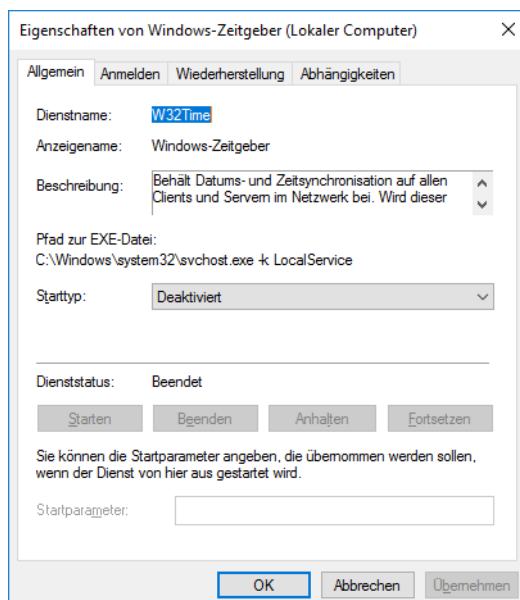 Eigenschaften von Windows-Zeitgeber (Lokaler Computer)
Allgemein Anmelden Wiederherstellung Abhängigkeiten
Dienstname: W32Time
Anzeigename: Windows-Zeitgeber
Beschreibung: Behält Datums- und Zeitsynchronisation auf allen
Clients und Servern im Netzwerk bei. Wird dieser
Pfad zur EXE-Datei:
C:\Windows\system32\svchost.exe -k LocalService
Starttyp: Deaktiviert
Dienststatus: Beendet
Starten Beenden Anhalten Fortsetzen
Sie können die Startparameter angeben, die übernommen werden sollen,
wenn der Dienst von hier aus gestartet wird.
Startparameter:
OK Abbrechen Übernehmen